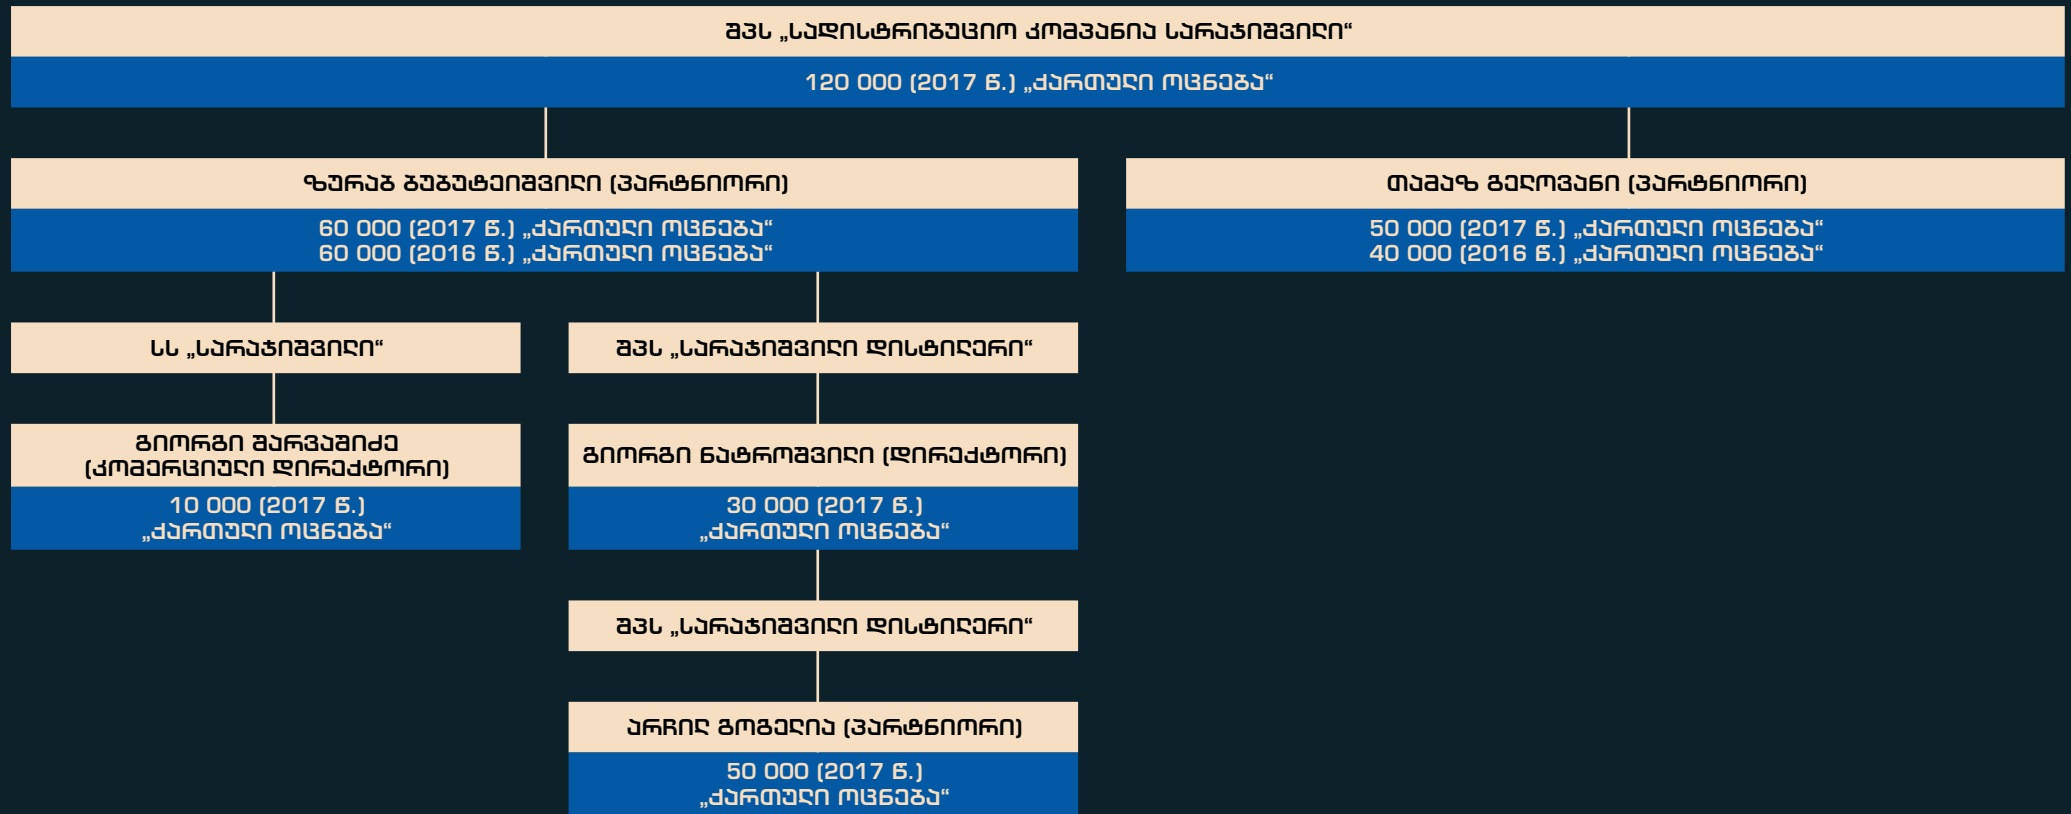 შპს „სადისტრიბუციო კომპანია სარაჯიშვილი“
120 000 (2017 წ.) „ქართული ოცნება“
ზურაბ ბუბუტეიშვილი (პარტნიორი)
თამაზ გელოვანი (პარტნიორი)
60 000 (2017 წ.) „ქართული ოცნება“
60 000 (2016 წ.) „ქართული ოცნება“
50 000 (2017 წ.) „ქართული ოცნება“
40 000 (2016 წ.) „ქართული ოცნება“
სს „სარაჯიშვილი“
შპს „სარაჯიშვილი დისტილერი“
გიორგი შარვაშიძე
(კომერციული დირექტორი)
გიორგი ნატროშვილი (დირექტორი)
10 000 (2017 წ.)
„ქართული ოცნება“
30 000 (2017 წ.)
„ქართული ოცნება“
შპს „სარაჯიშვილი დისტილერი“
არჩილ გოგელია (პარტნიორი)
50 000 (2017 წ.)
„ქართული ოცნება“